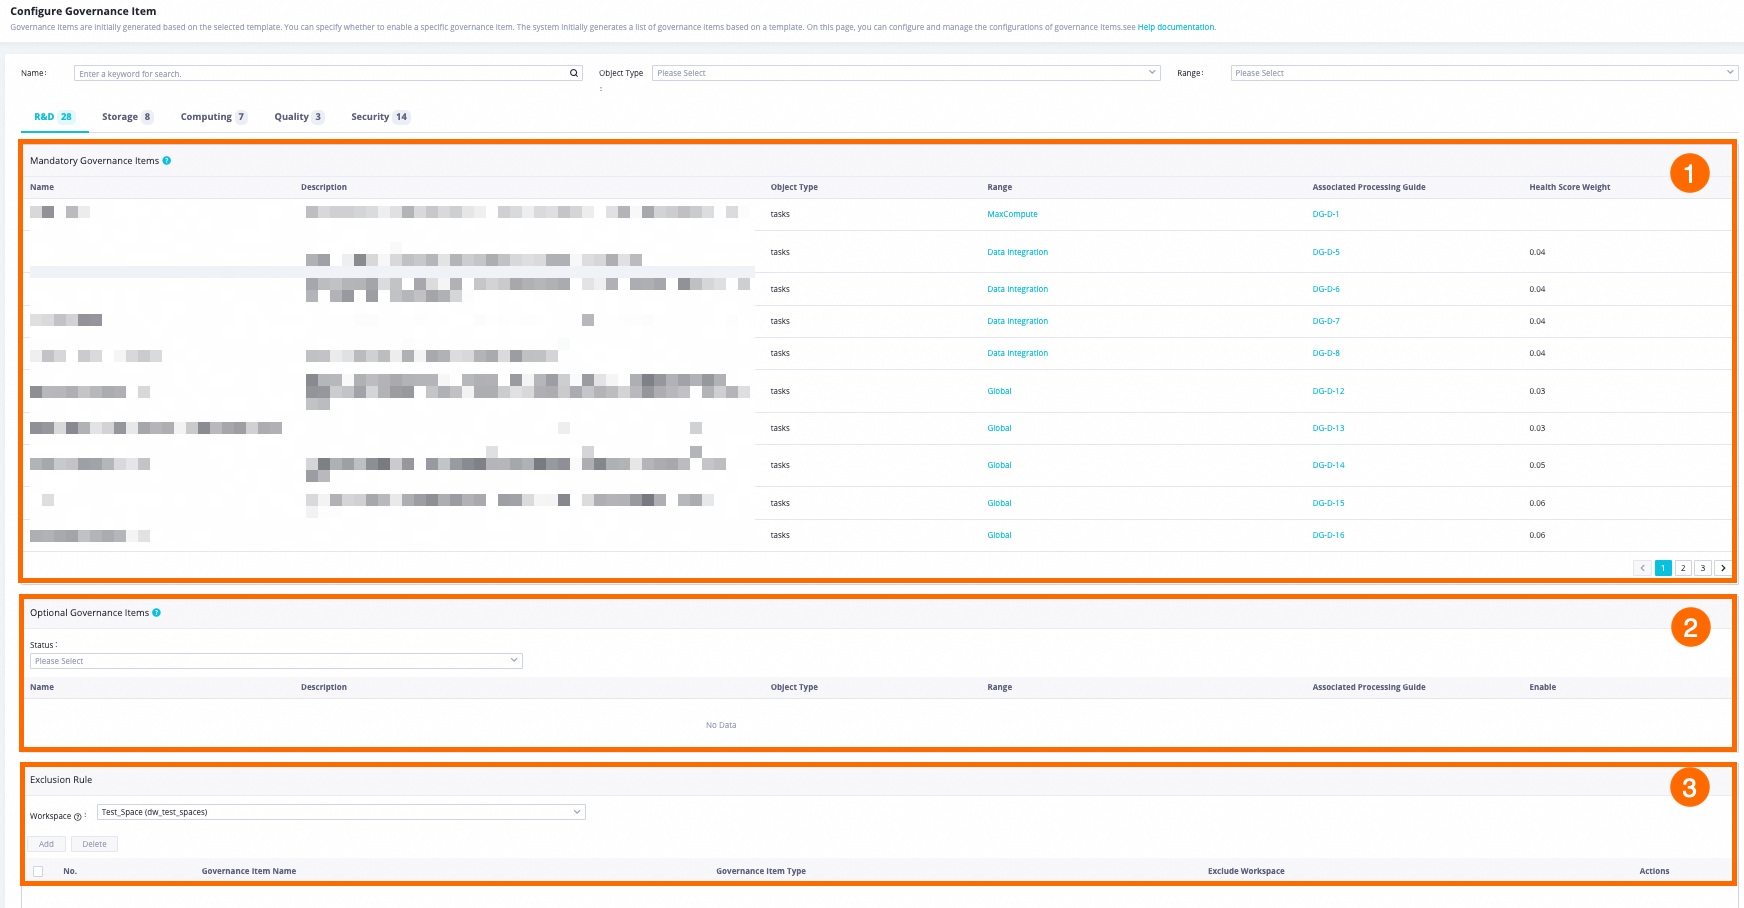 Configure Governance Item
Governance items are initially generated based on the selected template. You can specify whether to enable a specific governance item. The system initially generates a list of governance items based on a template. On this page, you can configure and manage the configurations of governance items.see Help documentation.
Name: Enter a keyword for search. Object Type : Please Select Range: Please Select
R&D 28 Storage 8 Computing 7 Quality 3 Security 14
Mandatory Governance Items ?
1
Name Description Object Type Range Associated Processing Guide Health Score Weight
tasks MaxCompute DG-D-1
tasks Data Integration DG-D-5 0.04
tasks Data Integration DG-D-6 0.04
tasks Data Integration DG-D-7 0.04
tasks Data Integration DG-D-8 0.04
tasks Global DG-D-12 0.03
tasks Global DG-D-13 0.03
tasks Global DG-D-14 0.05
tasks Global DG-D-15 0.06
tasks Global DG-D-16 0.06
< 1 2 3 >
Optional Governance Items ?
2
Status :
Please Select
Name Description Object Type Range Associated Processing Guide Enable
No Data
Exclusion Rule
3
Workspace ? : Test_Space (dw_test_spaces)
Add Delete
No. Governance Item Name Governance Item Type Exclude Workspace Actions